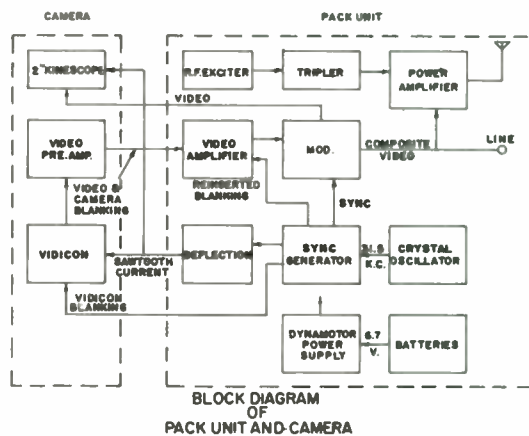 CAMERA
PACK UNIT
2" KINESCOPE
R.F. EXCITER
TRIPLER
POWER
AMPLIFIER
VIDEO
VIDEO
PRE.AMP.
VIDEO
AMPLIFIER
MOD.
COMPOSITE
VIDEO
LINE
REINSERTED
BLANKING
VIDEO &
CAMERA
BLANKING
SYNC
VIDICON
SAWTOOTH
CURRENT
DEFLECTION
SYNC
GENERATOR
31.5
K.C.
CRYSTAL
OSCILLATOR
VIDICON
BLANKING
DYNAMOTOR
POWER
SUPPLY
6.7
V.
BATTERIES
BLOCK DIAGRAM
OF
PACK UNIT AND CAMERA